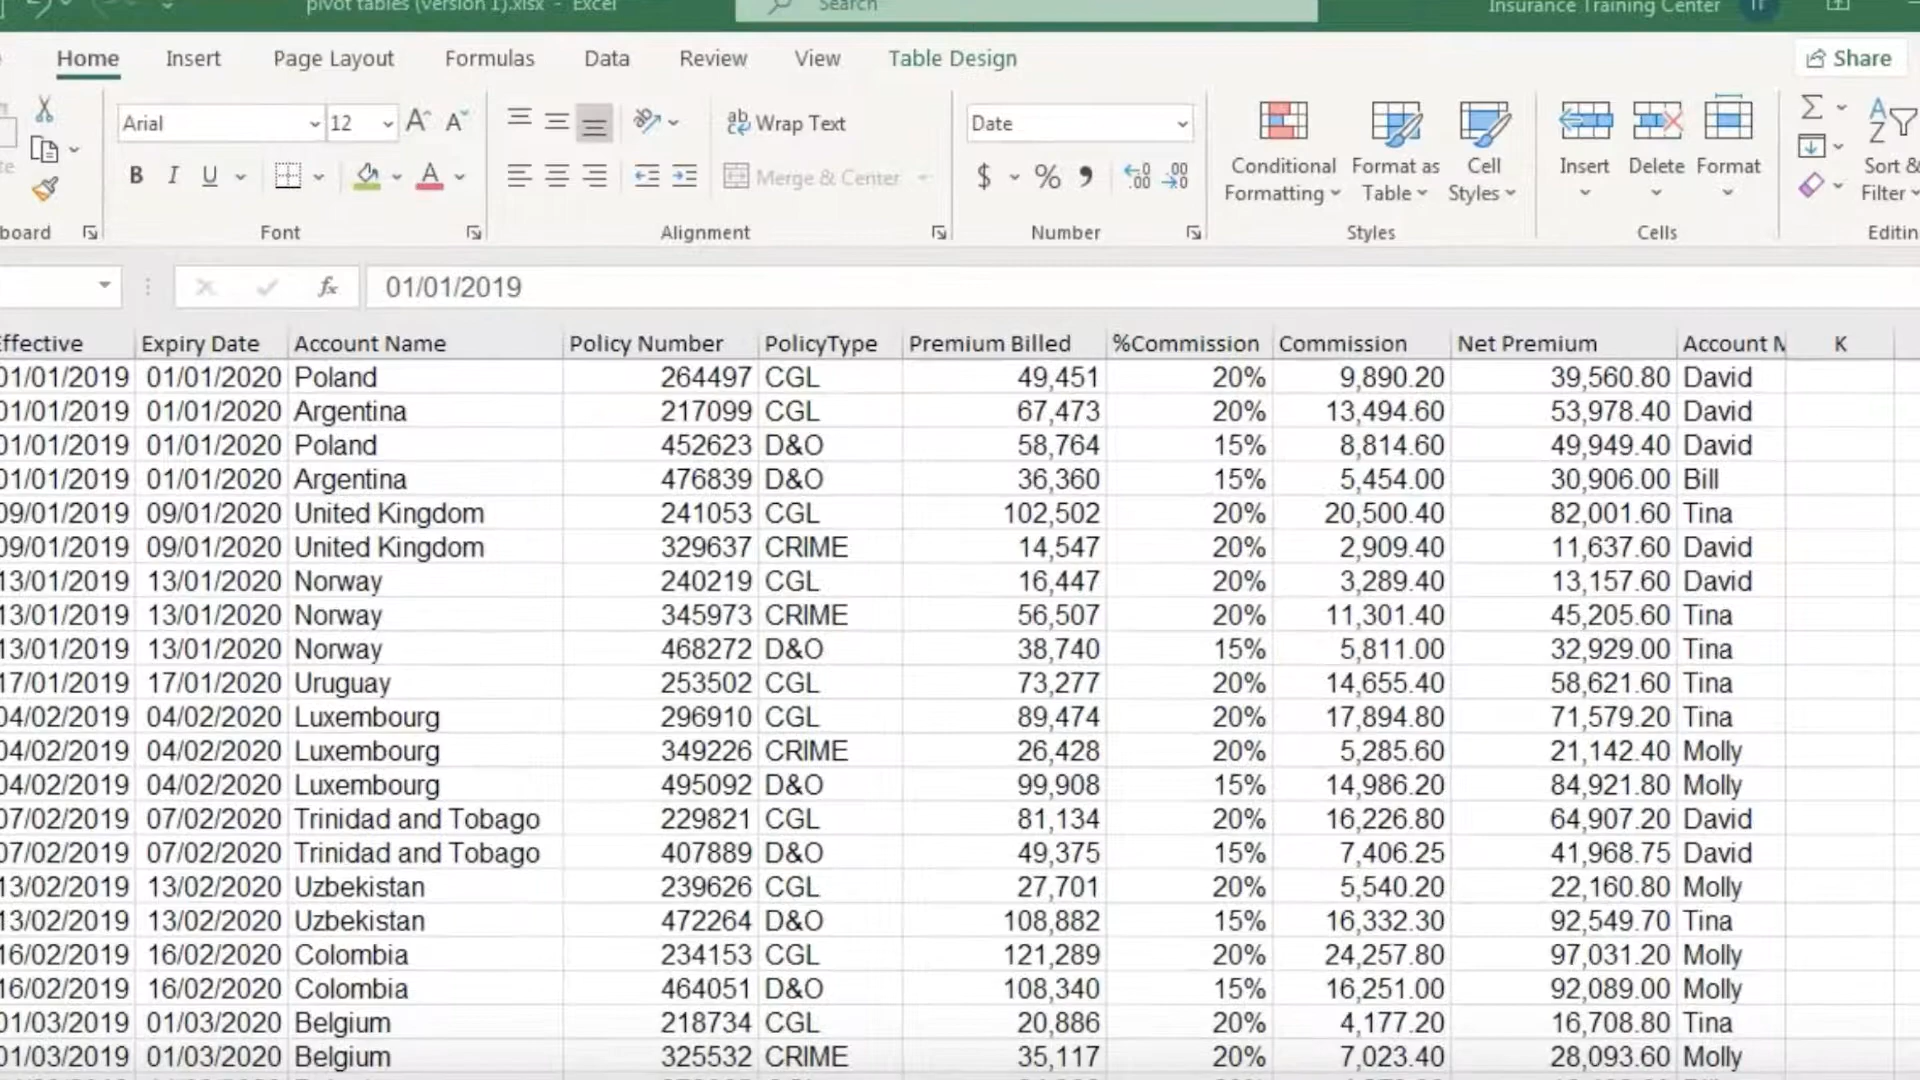 pivot tables (version 1).xlsx - Excel Search Insurance Training Center
Home Insert Page Layout Formulas Data Review View Table Design Share
Arial 12 Wrap Text Date Conditional Formatting Format as Table Cell Styles Insert Delete Format Sort & Filter
B I U Merge & Center $ %
board Font Alignment Number Styles Cells Editin
fx 01/01/2019
Effective Expiry Date Account Name Policy Number PolicyType Premium Billed %Commission Commission Net Premium Account M K
01/01/2019 01/01/2020 Poland 264497 CGL 49,451 20% 9,890.20 39,560.80 David
01/01/2019 01/01/2020 Argentina 217099 CGL 67,473 20% 13,494.60 53,978.40 David
01/01/2019 01/01/2020 Poland 452623 D&O 58,764 15% 8,814.60 49,949.40 David
01/01/2019 01/01/2020 Argentina 476839 D&O 36,360 15% 5,454.00 30,906.00 Bill
09/01/2019 09/01/2020 United Kingdom 241053 CGL 102,502 20% 20,500.40 82,001.60 Tina
09/01/2019 09/01/2020 United Kingdom 329637 CRIME 14,547 20% 2,909.40 11,637.60 David
13/01/2019 13/01/2020 Norway 240219 CGL 16,447 20% 3,289.40 13,157.60 David
13/01/2019 13/01/2020 Norway 345973 CRIME 56,507 20% 11,301.40 45,205.60 Tina
13/01/2019 13/01/2020 Norway 468272 D&O 38,740 15% 5,811.00 32,929.00 Tina
17/01/2019 17/01/2020 Uruguay 253502 CGL 73,277 20% 14,655.40 58,621.60 Tina
04/02/2019 04/02/2020 Luxembourg 296910 CGL 89,474 20% 17,894.80 71,579.20 Tina
04/02/2019 04/02/2020 Luxembourg 349226 CRIME 26,428 20% 5,285.60 21,142.40 Molly
04/02/2019 04/02/2020 Luxembourg 495092 D&O 99,908 15% 14,986.20 84,921.80 Molly
07/02/2019 07/02/2020 Trinidad and Tobago 229821 CGL 81,134 20% 16,226.80 64,907.20 David
07/02/2019 07/02/2020 Trinidad and Tobago 407889 D&O 49,375 15% 7,406.25 41,968.75 David
13/02/2019 13/02/2020 Uzbekistan 239626 CGL 27,701 20% 5,540.20 22,160.80 Molly
13/02/2019 13/02/2020 Uzbekistan 472264 D&O 108,882 15% 16,332.30 92,549.70 Tina
16/02/2019 16/02/2020 Colombia 234153 CGL 121,289 20% 24,257.80 97,031.20 Molly
16/02/2019 16/02/2020 Colombia 464051 D&O 108,340 15% 16,251.00 92,089.00 Molly
01/03/2019 01/03/2020 Belgium 218734 CGL 20,886 20% 4,177.20 16,708.80 Tina
01/03/2019 01/03/2020 Belgium 325532 CRIME 35,117 20% 7,023.40 28,093.60 Molly